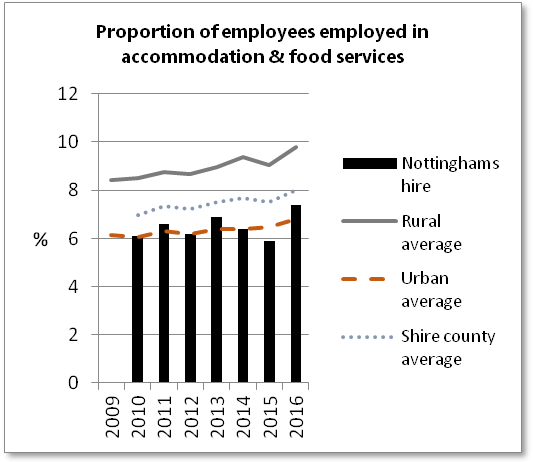 Proportion of employees employed in
accommodation & food services
12
10
8
6
4
2
0
%
2009
2010
2011
2012
2013
2014
2015
2016
Nottinghams
hire
Rural
average
Urban
average
Shire county
average